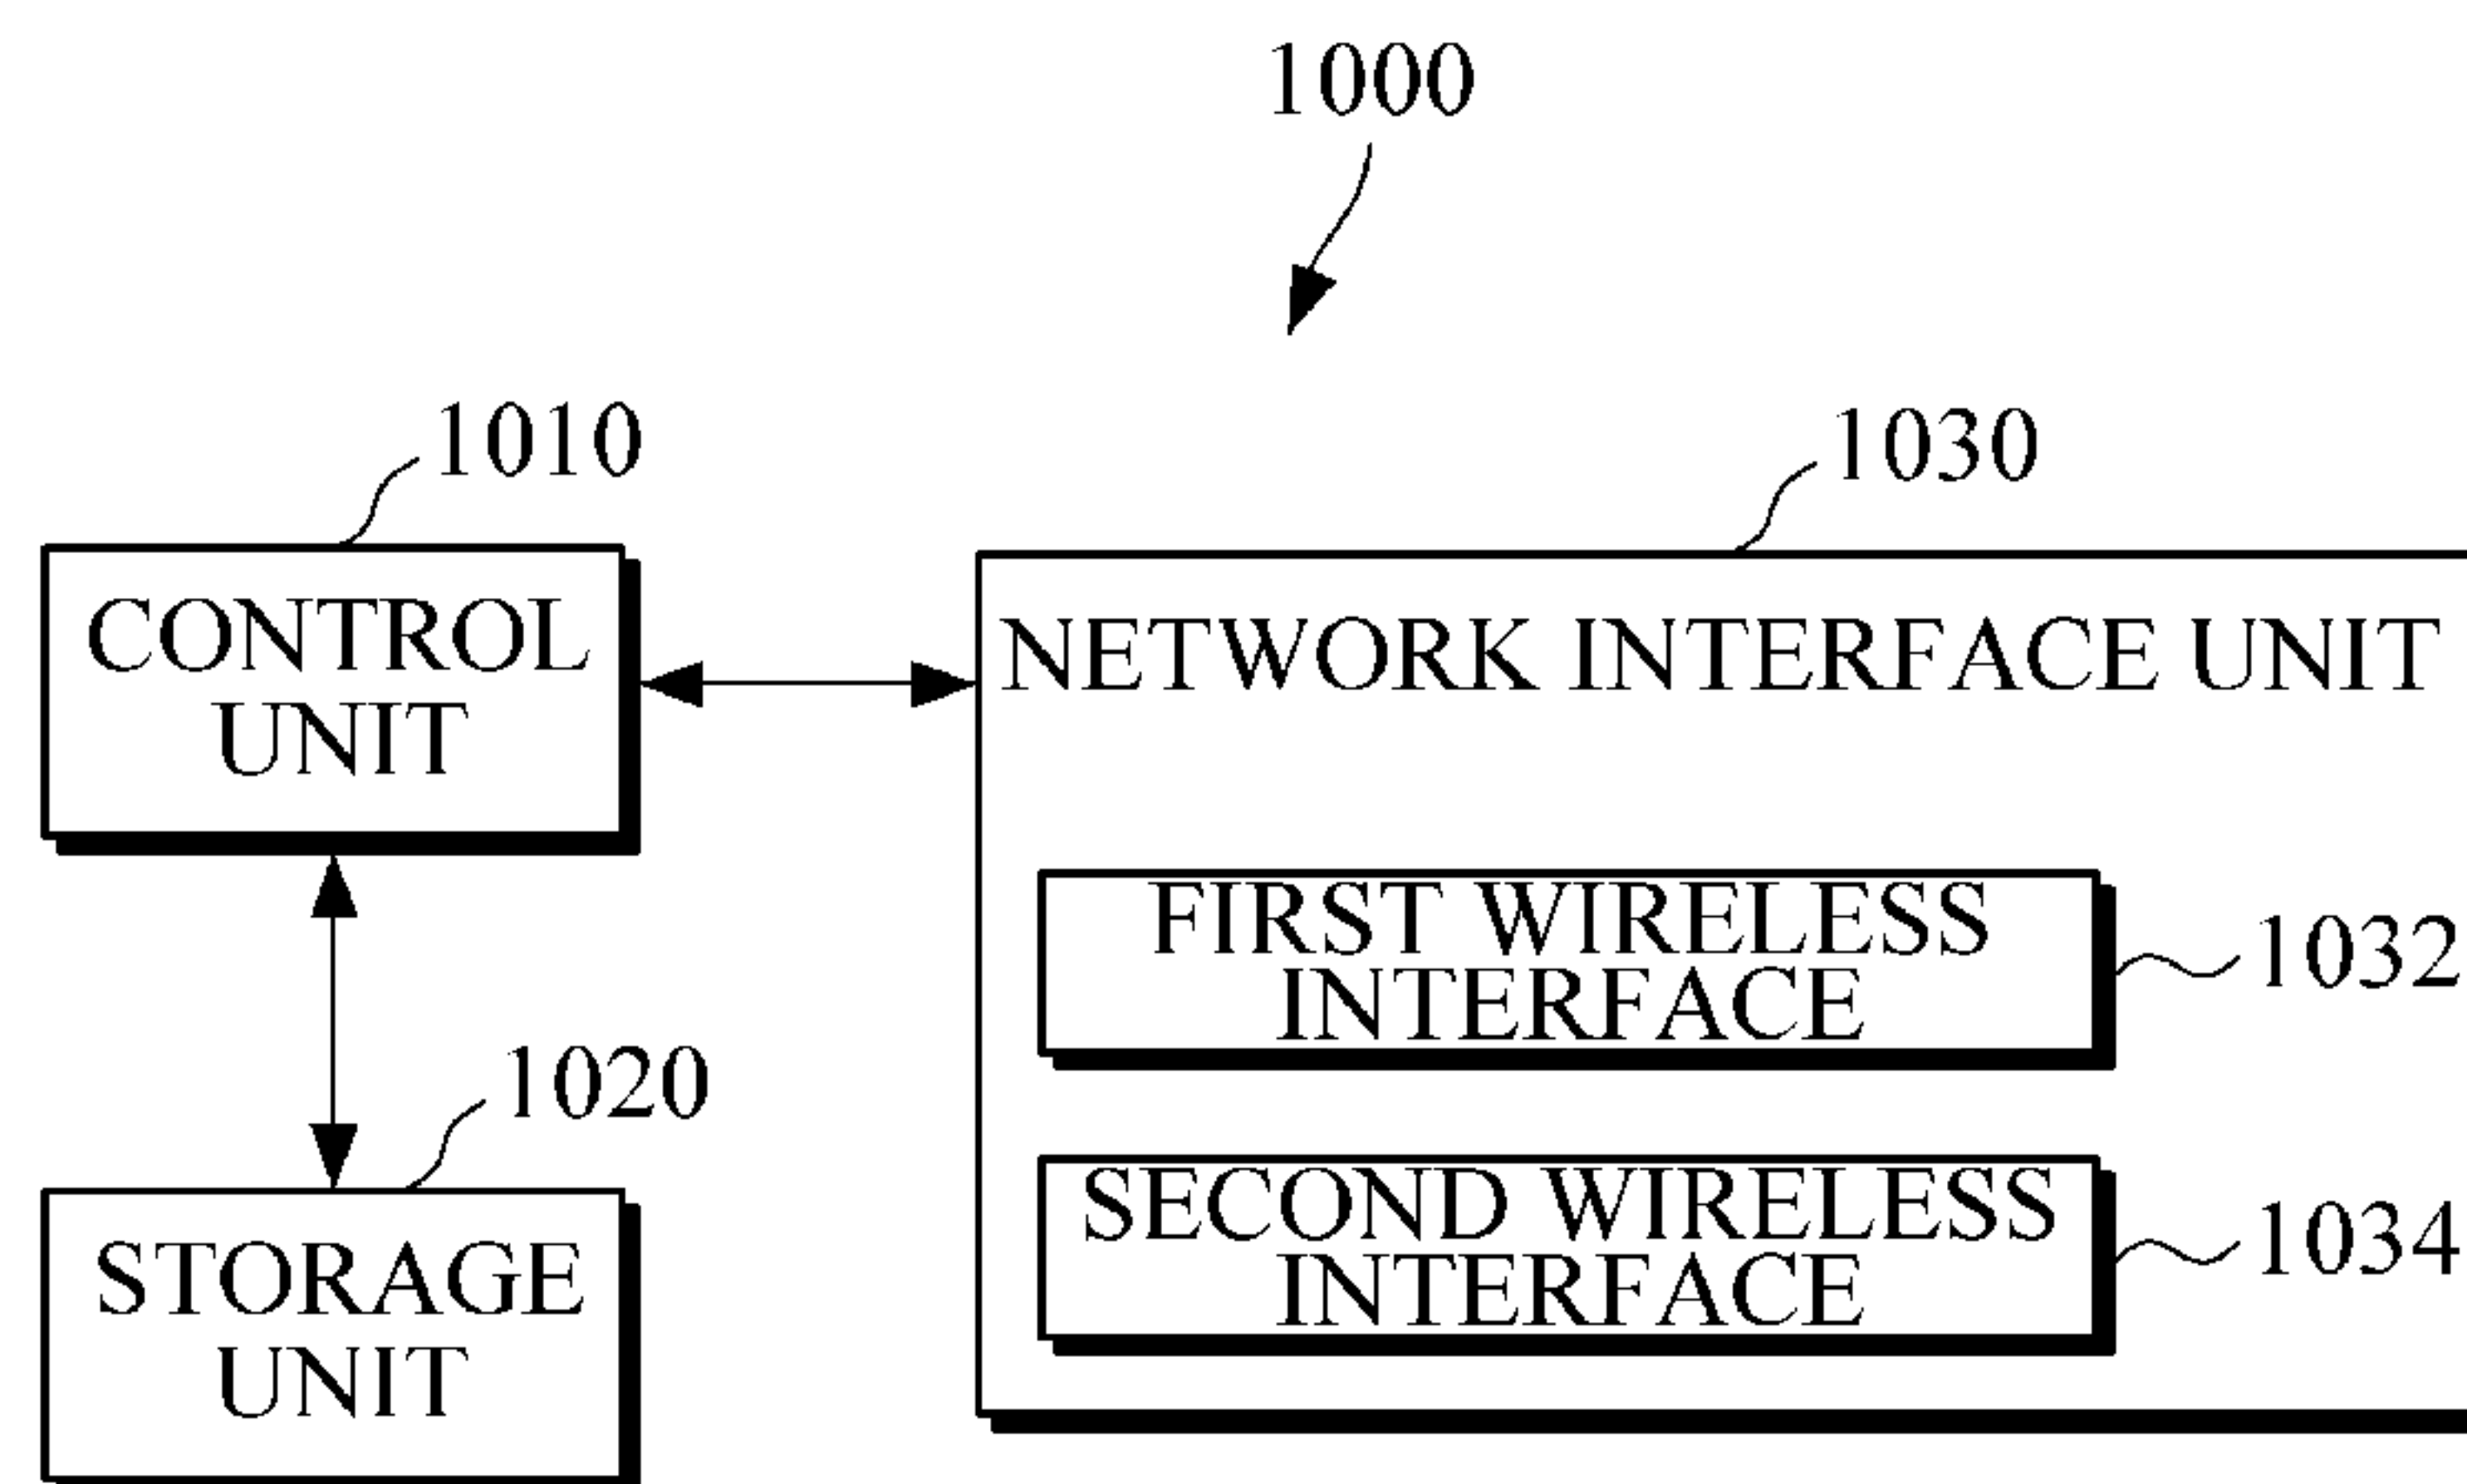 1000
1010
1030
CONTROL
UNIT
NETWORK INTERFACE UNIT
FIRST WIRELESS
INTERFACE
1032
1020
SECOND WIRELESS
INTERFACE
1034
STORAGE
UNIT